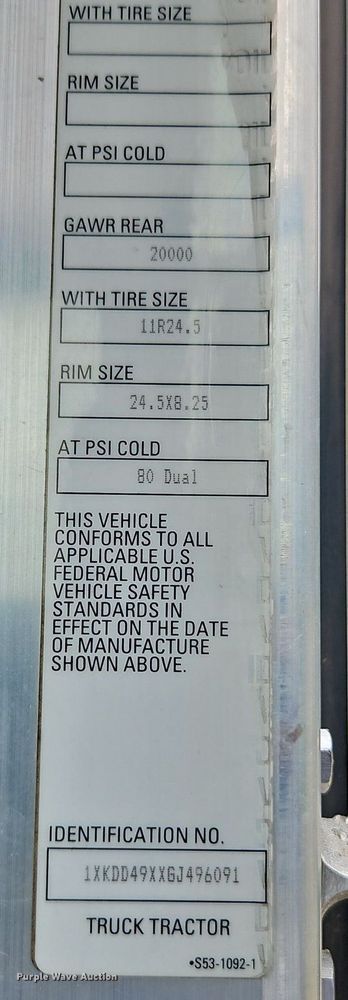 WITH TIRE SIZE
RIM SIZE
AT PSI COLD
GAWR REAR
20000
WITH TIRE SIZE
11R24.5
RIM SIZE
24.5X8.25
AT PSI COLD
80 Dual
THIS VEHICLE
CONFORMS TO ALL
APPLICABLE U.S.
FEDERAL MOTOR
VEHICLE SAFETY
STANDARDS IN
EFFECT ON THE DATE
OF MANUFACTURE
SHOWN ABOVE.
IDENTIFICATION NO.
1XKDD49XXGJ496091
TRUCK TRACTOR
•S53-1092-1
Purple Wave Auction